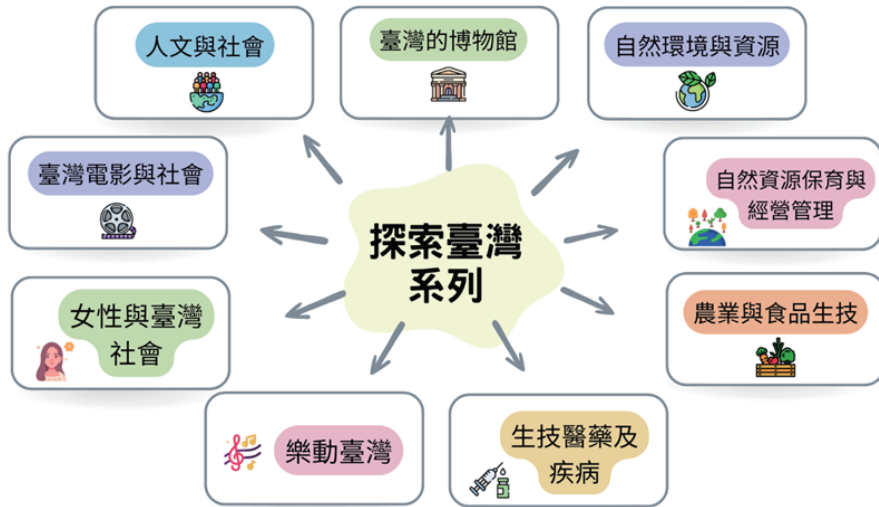 人文與社會
臺灣的博物館
自然環境與資源
臺灣電影與社會
自然資源保育與
經營管理
探索臺灣
系列
女性與臺灣
社會
農業與食品生技
樂動臺灣
生技醫藥及
疾病